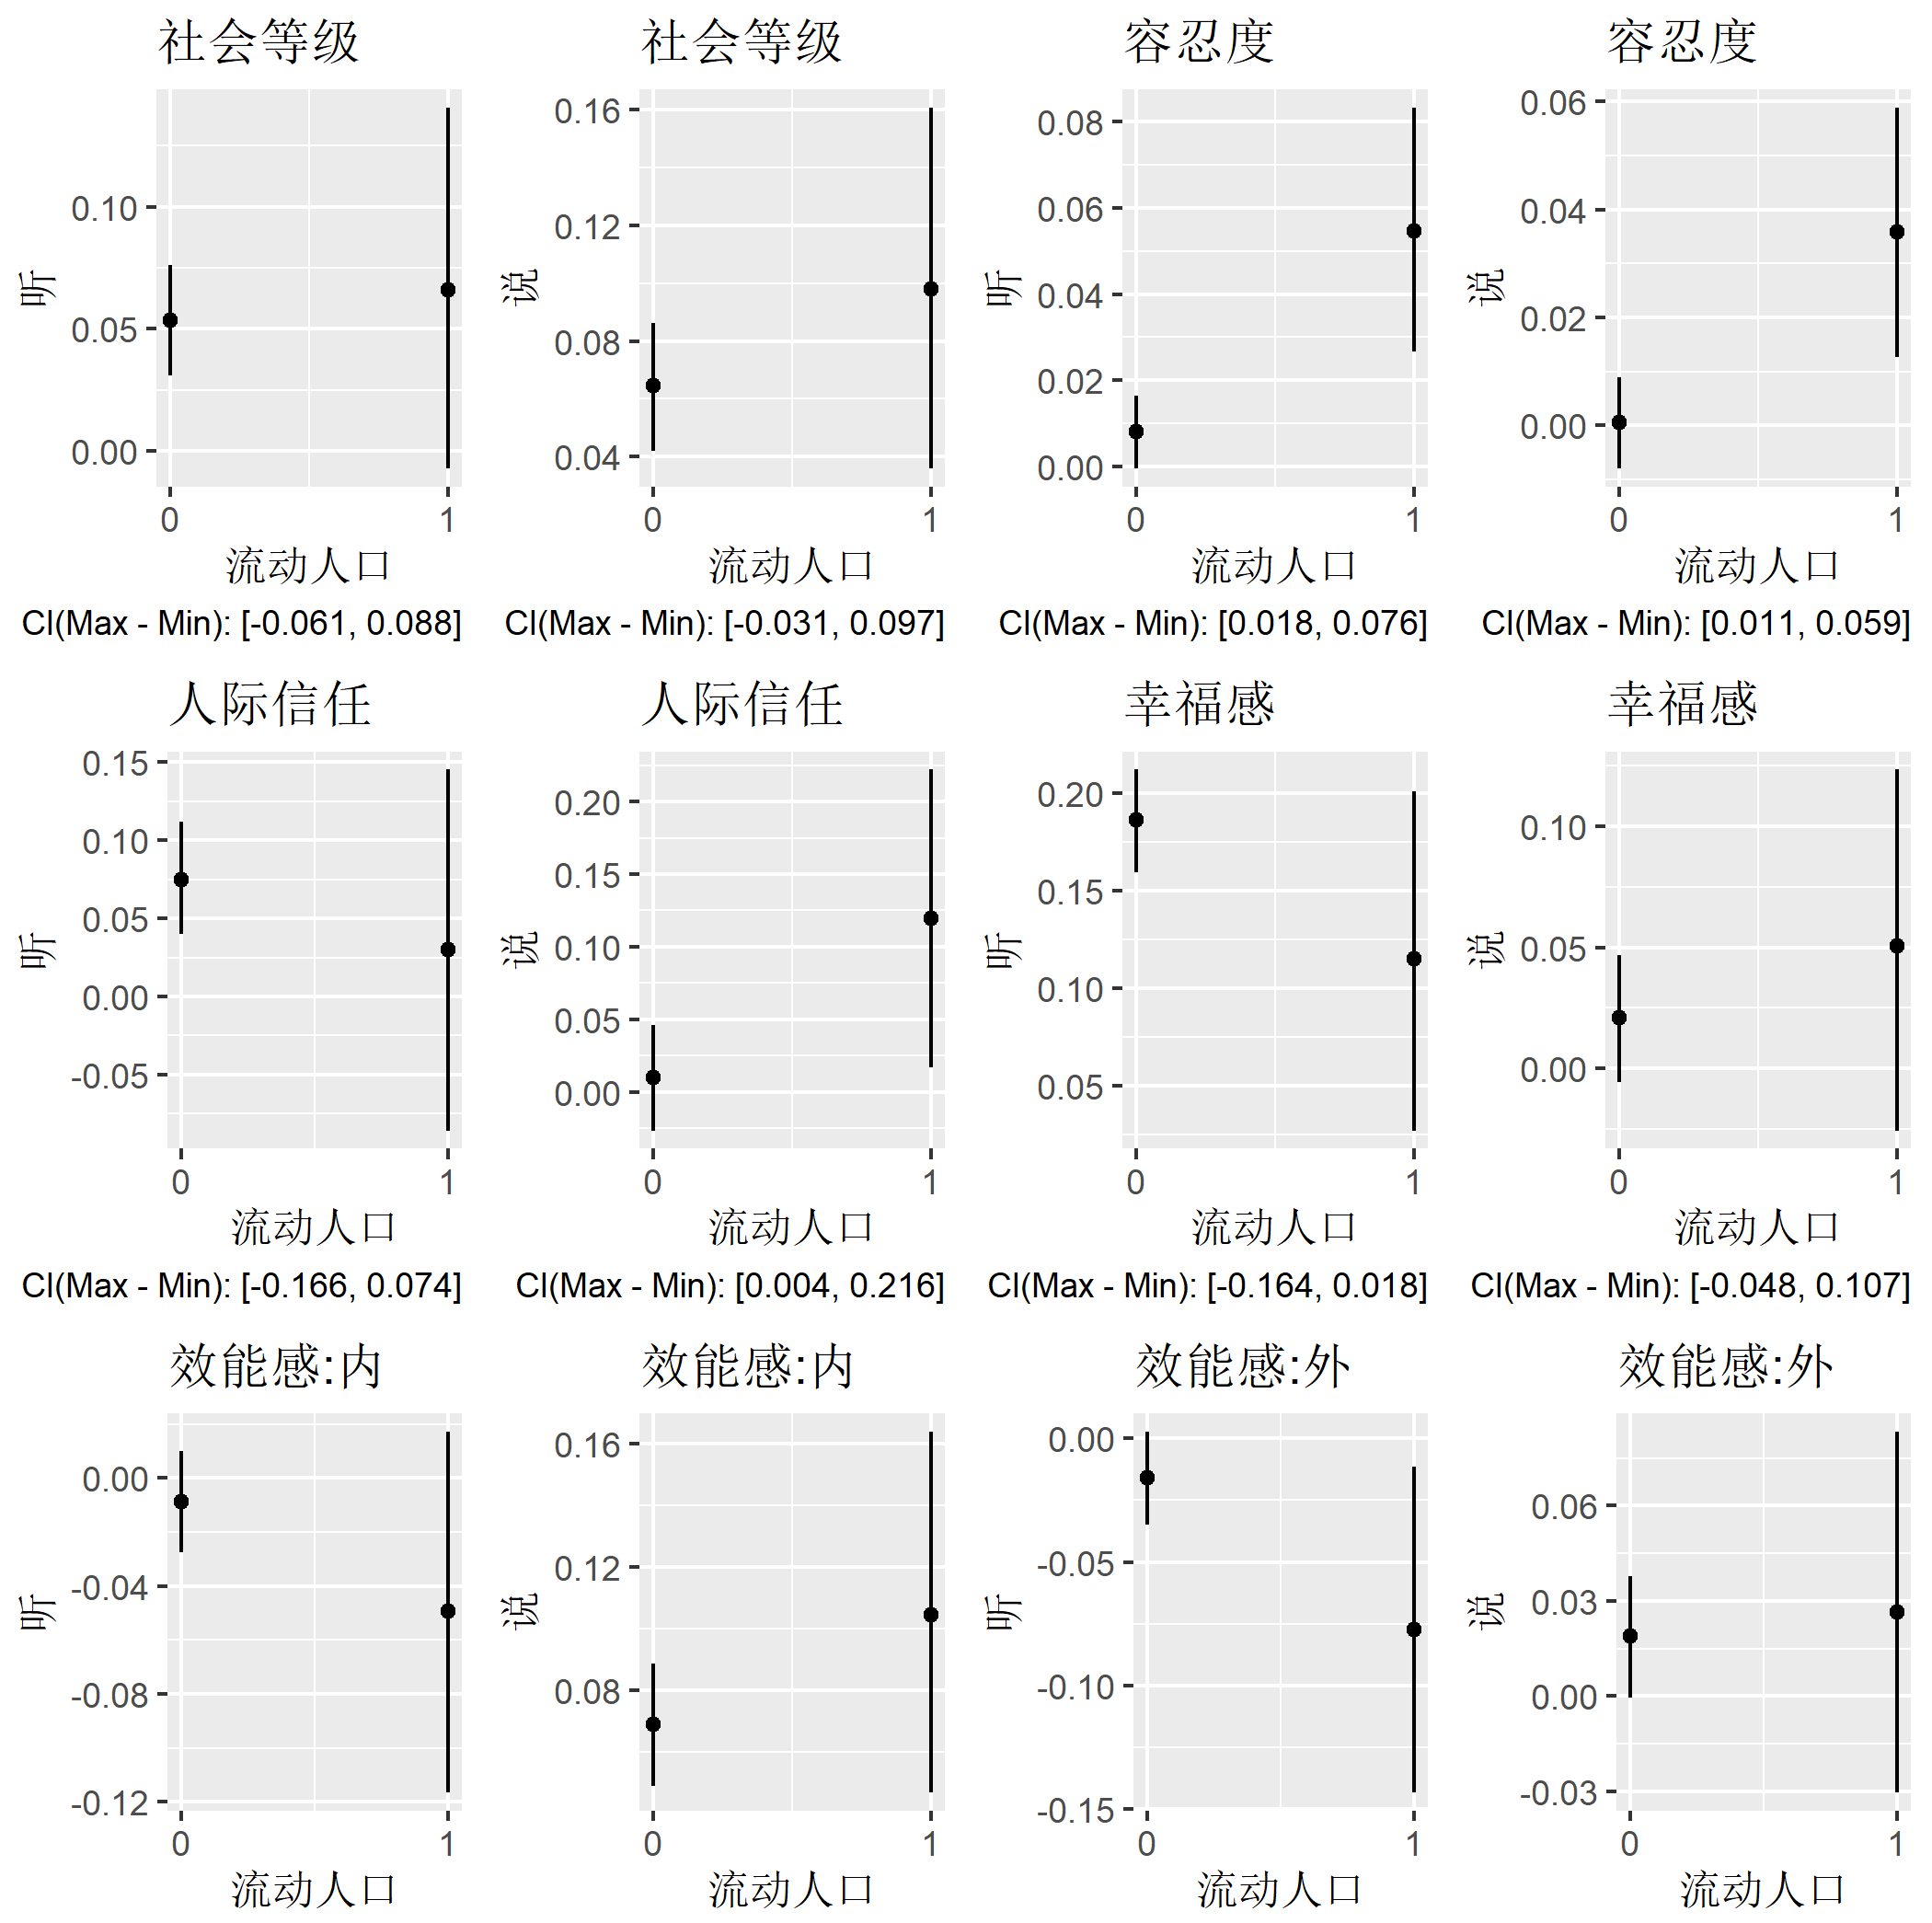 社会等级
社会等级
容忍度
容忍度
听
0.10
0.05
0.00
0
1
流动人口
说
0.16
0.12
0.08
0.04
0
1
流动人口
听
0.08
0.06
0.04
0.02
0.00
0
1
流动人口
说
0.06
0.04
0.02
0.00
0
1
流动人口
CI(Max - Min): [-0.061, 0.088]
CI(Max - Min): [-0.031, 0.097]
CI(Max - Min): [0.018, 0.076]
CI(Max - Min): [0.011, 0.059]
人际信任
人际信任
幸福感
幸福感
听
0.15
0.10
0.05
0.00
-0.05
0
1
流动人口
说
0.20
0.15
0.10
0.05
0.00
0
1
流动人口
听
0.20
0.15
0.10
0.05
0
1
流动人口
说
0.10
0.05
0.00
0
1
流动人口
CI(Max - Min): [-0.166, 0.074]
CI(Max - Min): [0.004, 0.216]
CI(Max - Min): [-0.164, 0.018]
CI(Max - Min): [-0.048, 0.107]
效能感:内
效能感:内
效能感:外
效能感:外
听
0.00
-0.04
-0.08
-0.12
0
1
流动人口
说
0.16
0.12
0.08
0
1
流动人口
听
0.00
-0.05
-0.10
-0.15
0
1
流动人口
说
0.06
0.03
0.00
-0.03
0
1
流动人口